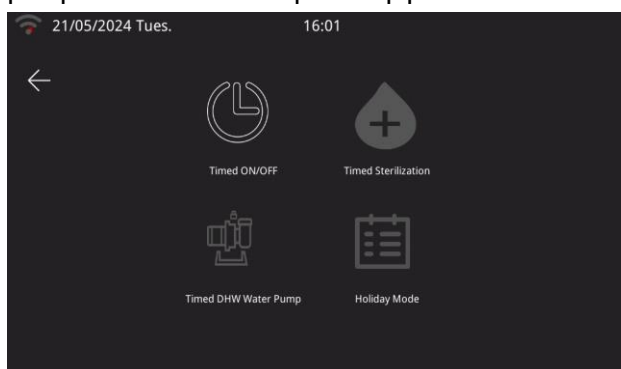 21/05/2024 Tues. 16:01
Timed ON/OFF Timed Sterilization
Timed DHW Water Pump Holiday Mode